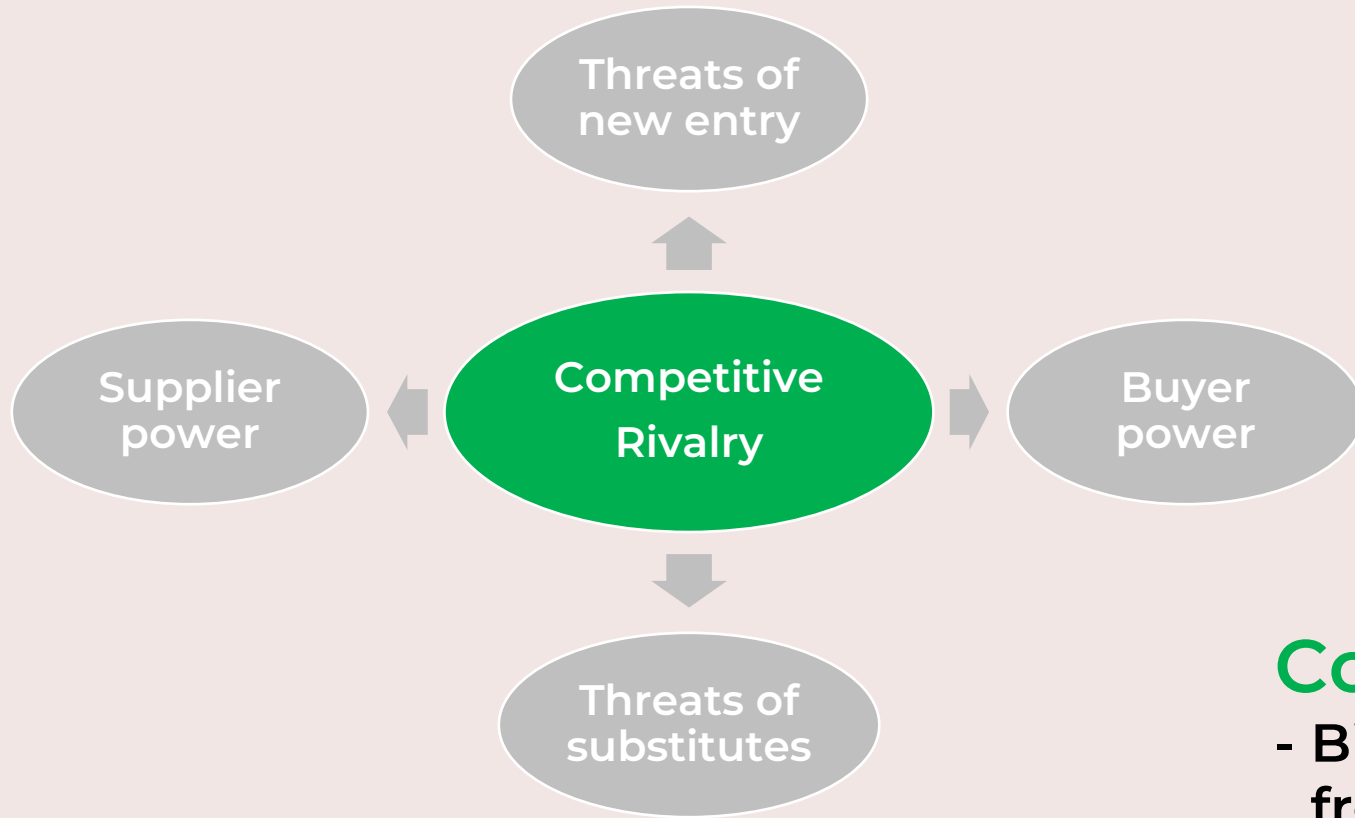 Threats of
new entry
Supplier
power
Competitive
Rivalry
Buyer
power
Threats of
substitutes
-